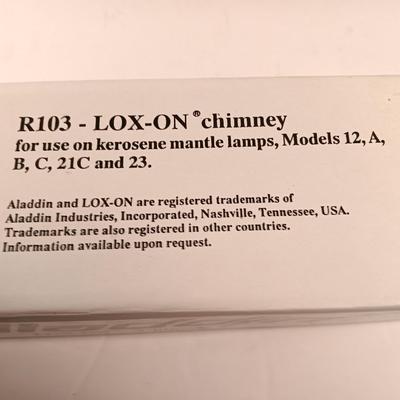 R103 - LOX-ON® chimney
for use on kerosene mantle lamps, Models 12, A,
B, C, 21C and 23.
Aladdin and LOX-ON are registered trademarks of
Aladdin Industries, Incorporated, Nashville, Tennessee, USA.
Trademarks are also registered in other countries.
Information available upon request.